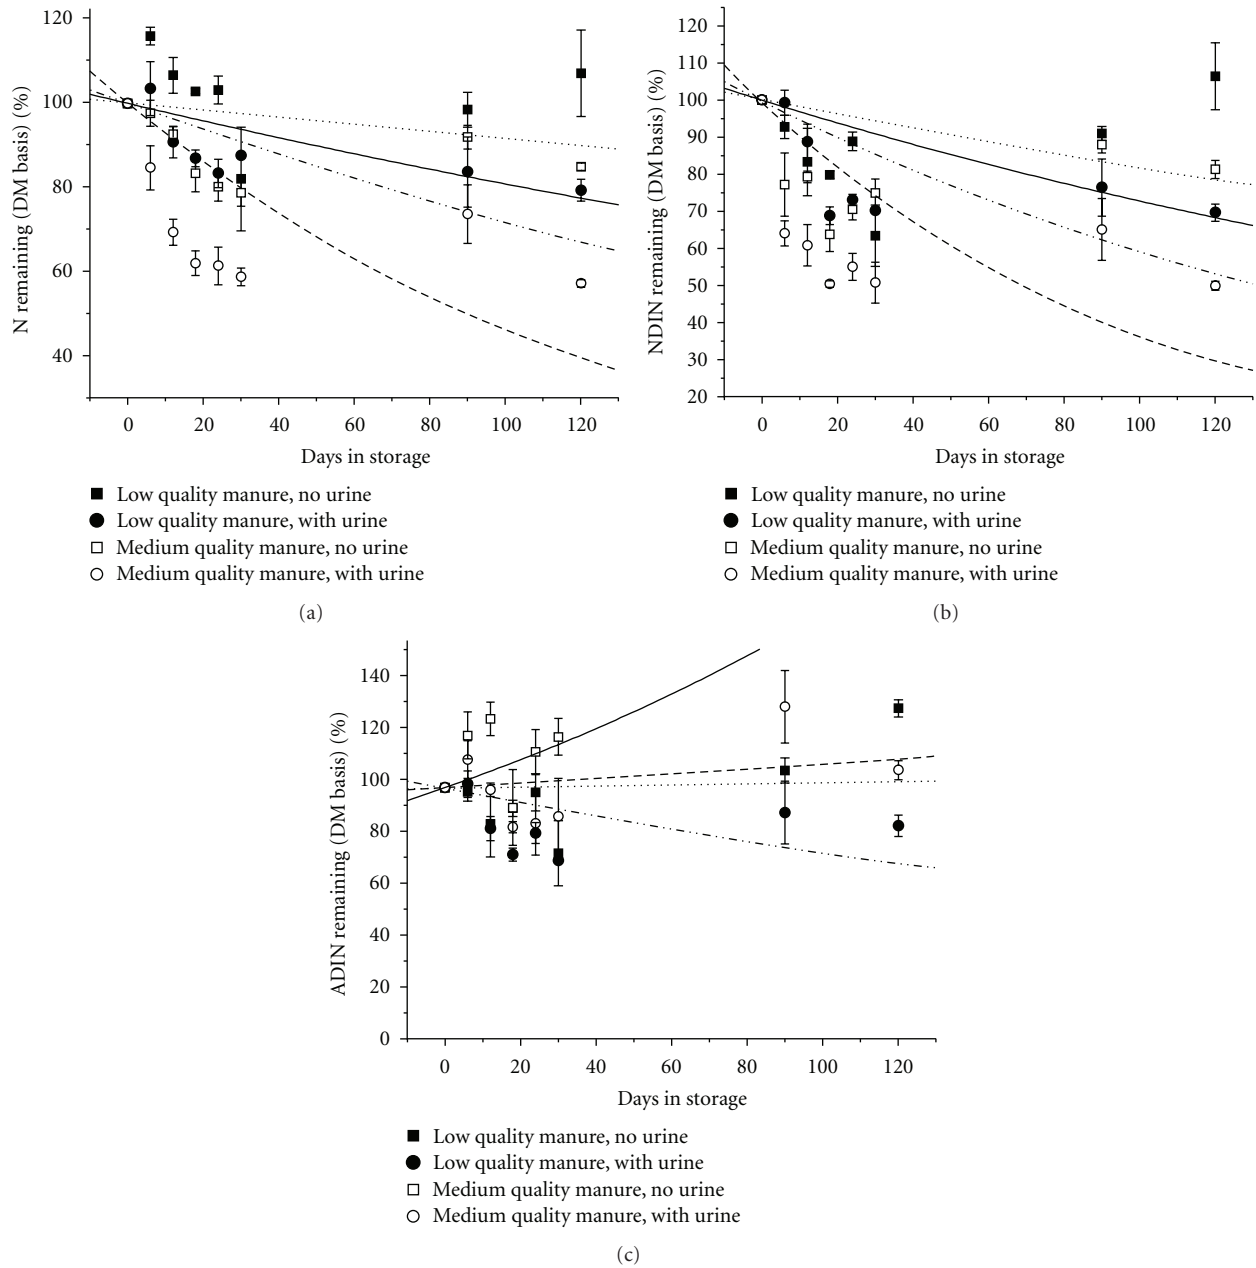 120
100
80
60
40
N remaining (DM basis) (%)
0 20 40 60 80 100 120
Days in storage
Low quality manure, no urine
Low quality manure, with urine
Medium quality manure, no urine
Medium quality manure, with urine
(a)
120
110
100
90
80
70
60
50
40
30
20
NDIN remaining (DM basis) (%)
0 20 40 60 80 100 120
Days in storage
Low quality manure, no urine
Low quality manure, with urine
Medium quality manure, no urine
Medium quality manure, with urine
(b)
140
120
100
80
60
40
20
0
ADIN remaining (DM basis) (%)
0 20 40 60 80 100 120
Days in storage
Low quality manure, no urine
Low quality manure, with urine
Medium quality manure, no urine
Medium quality manure, with urine
(c)